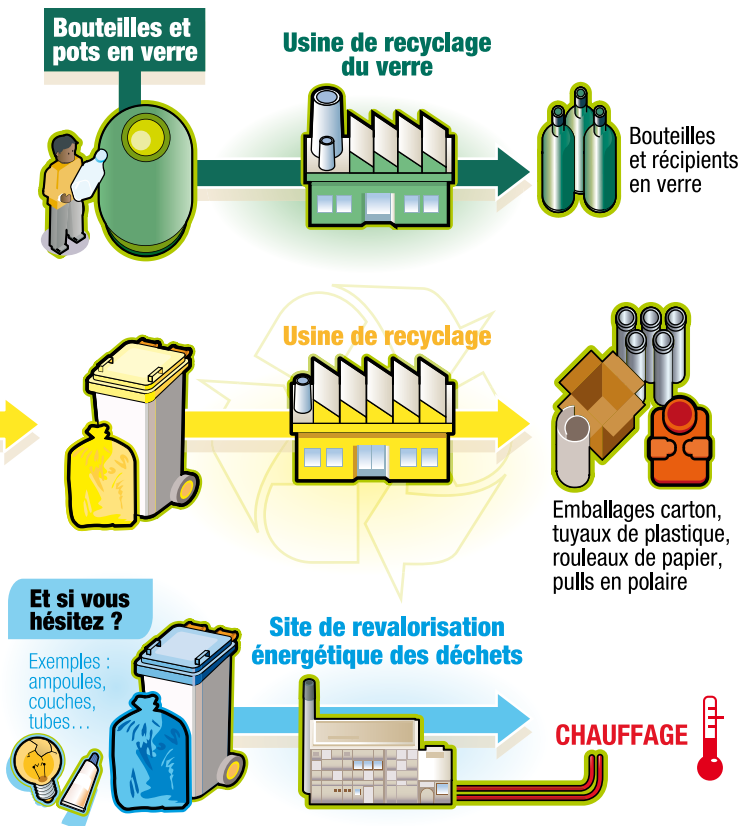 Bouteilles et
pots en verre
Usine de recyclage
du verre
Bouteilles
et récipients
en verre
Usine de recyclage
Emballages carton,
tuyaux de plastique,
rouleaux de papier,
pulls en polaire
Et si vous
hésitez ?
Exemples :
ampoules,
couches,
tubes...
Site de revalorisation
énergétique des déchets
CHAUFFAGE